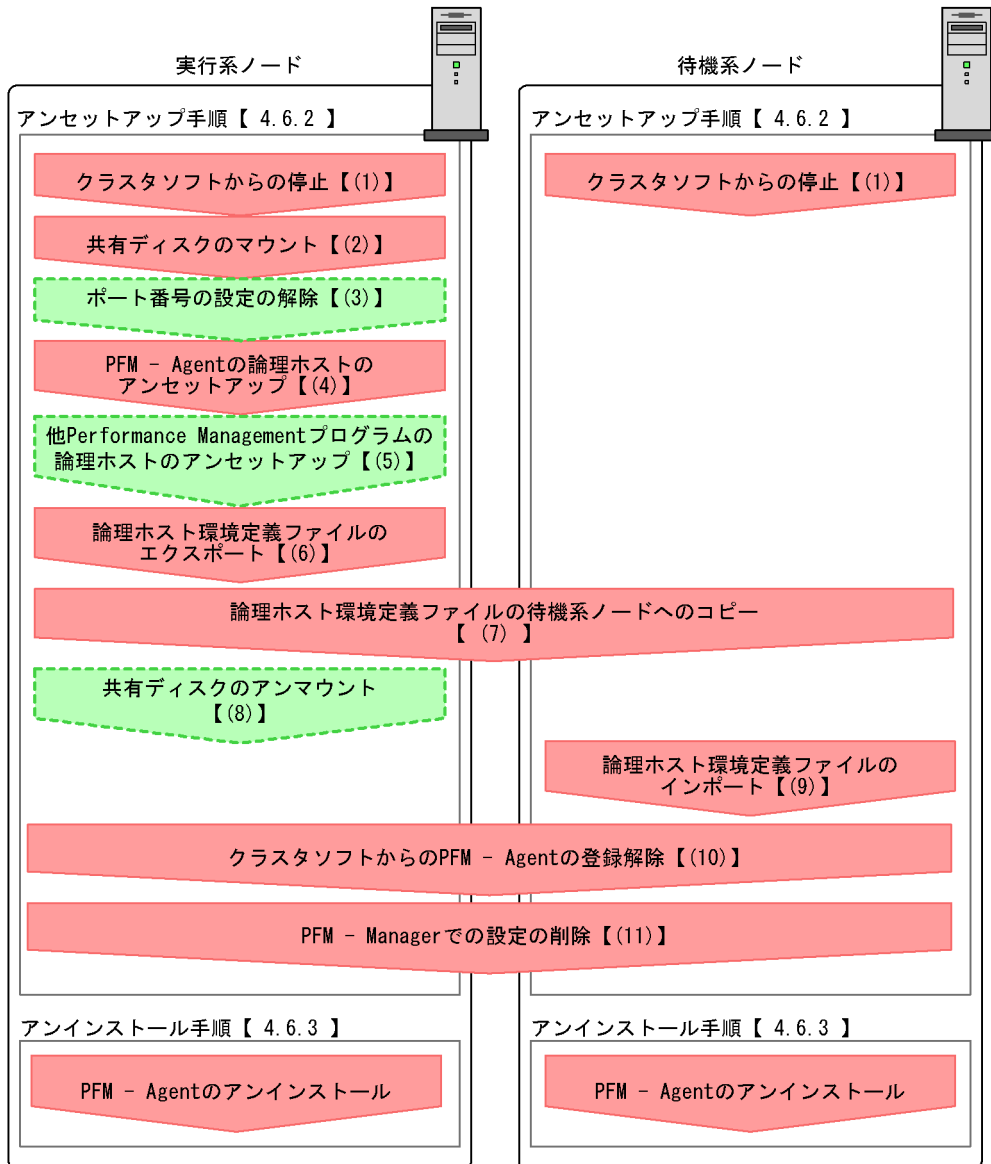 実行系ノード
待機系ノード
アンセットアップ手順【 4.6.2 】
アンセットアップ手順【 4.6.2 】
クラスタソフトからの停止【(1)】
クラスタソフトからの停止【(1)】
共有ディスクのマウント【(2)】
ポート番号の設定の解除【(3)】
PFM - Agentの論理ホストの
アンセットアップ【(4)】
他Performance Managementプログラムの
論理ホストのアンセットアップ【(5)】
論理ホスト環境定義ファイルの
エクスポート【(6)】
論理ホスト環境定義ファイルの待機系ノードへのコピー
【 (7) 】
共有ディスクのアンマウント
【(8)】
論理ホスト環境定義ファイルの
インポート【(9)】
クラスタソフトからのPFM - Agentの登録解除【(10)】
PFM - Managerでの設定の削除【(11)】
アンインストール手順【 4.6.3 】
アンインストール手順【 4.6.3 】
PFM - Agentのアンインストール
PFM - Agentのアンインストール